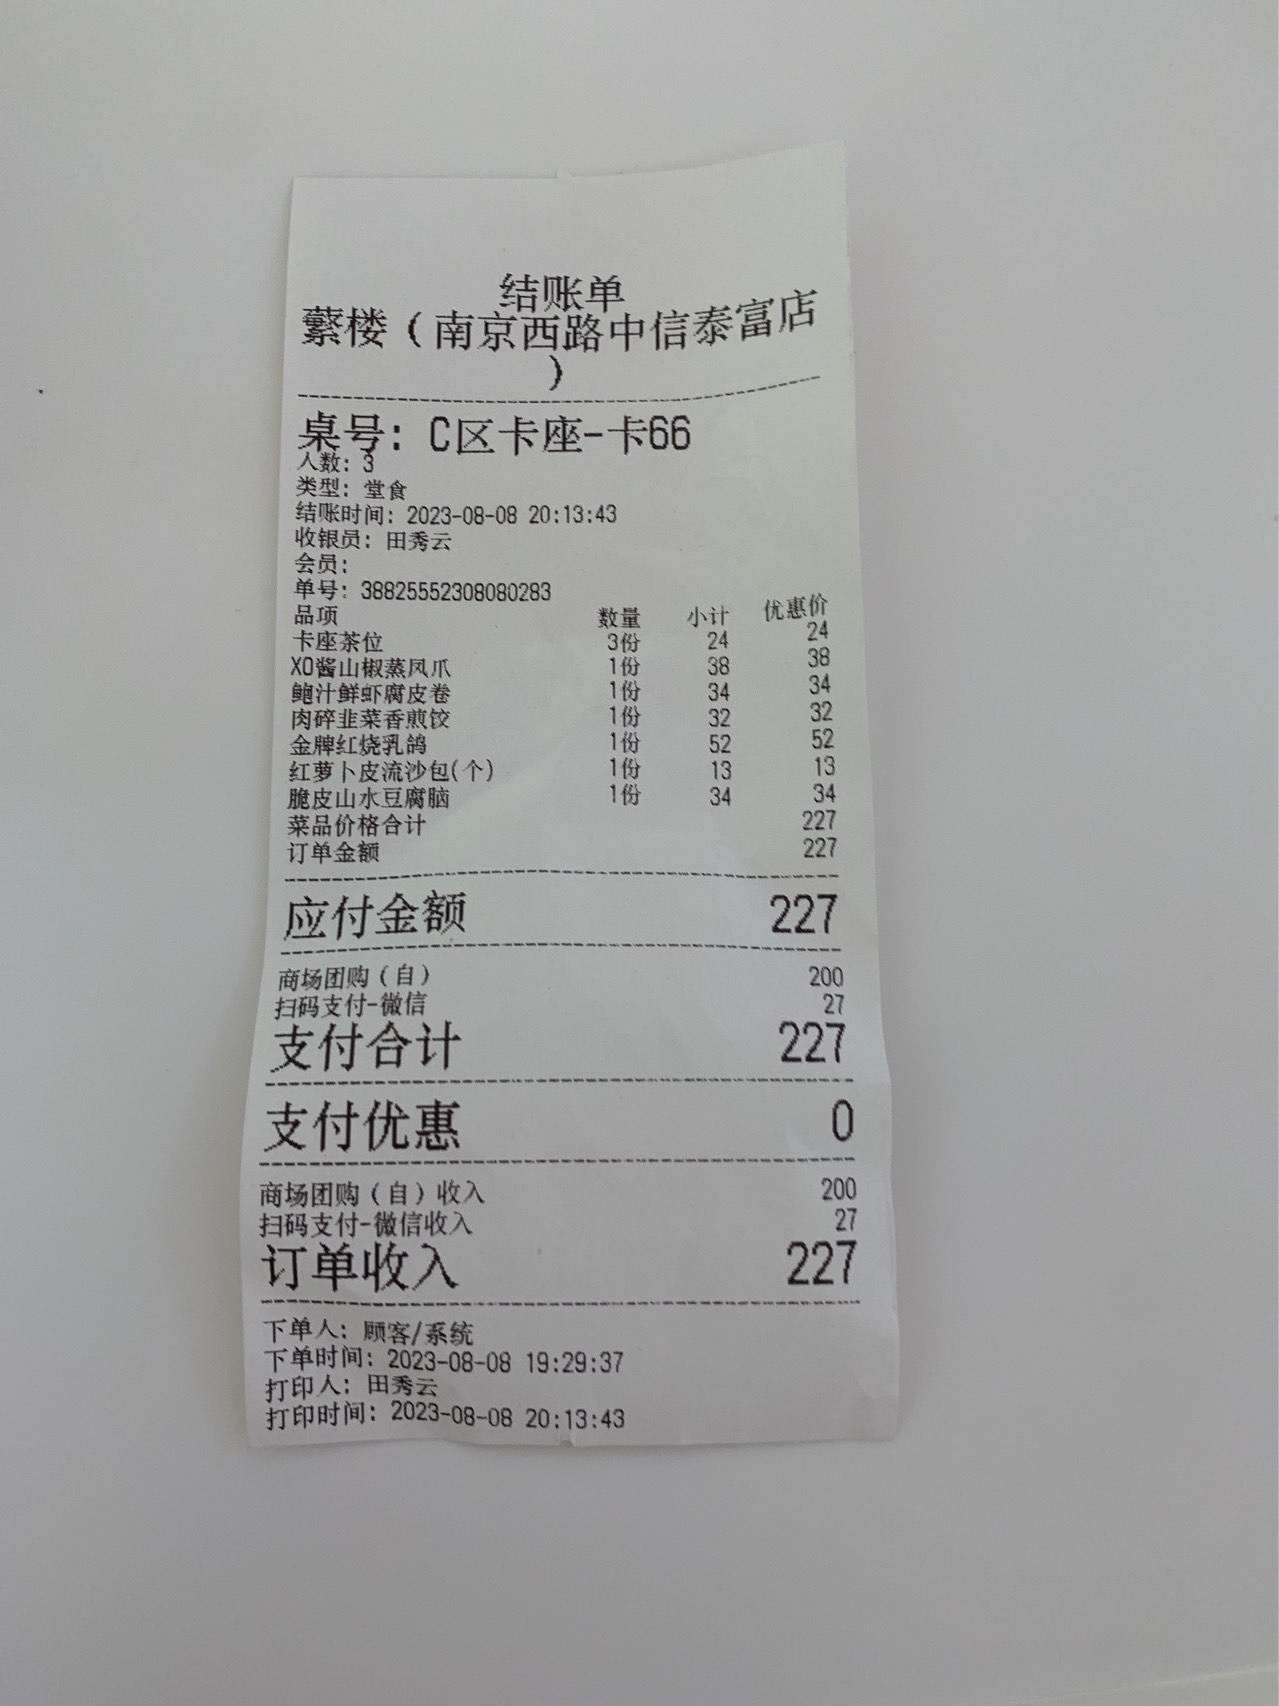 结账单
蘩楼（南京西路中信泰富店
）
桌号: C区卡座-卡66
人数: 3
类型: 堂食
结账时间: 2023-08-08 20:13:43
收银员: 田秀云
会员:
单号: 38825552308080283
品项 数量 小计 优惠价
卡座茶位 3份 24 24
XO酱山椒蒸凤爪 1份 38 38
鲍汁鲜虾腐皮卷 1份 34 34
肉碎韭菜香煎饺 1份 32 32
金牌红烧乳鸽 1份 52 52
红萝卜皮流沙包(个) 1份 13 13
脆皮山水豆腐脑 1份 34 34
菜品价格合计 227
订单金额 227
应付金额 227
商场团购（自） 200
扫码支付-微信 27
支付合计 227
支付优惠 0
商场团购（自）收入 200
扫码支付-微信收入 27
订单收入 227
下单人: 顾客/系统
下单时间: 2023-08-08 19:29:37
打印人: 田秀云
打印时间: 2023-08-08 20:13:43